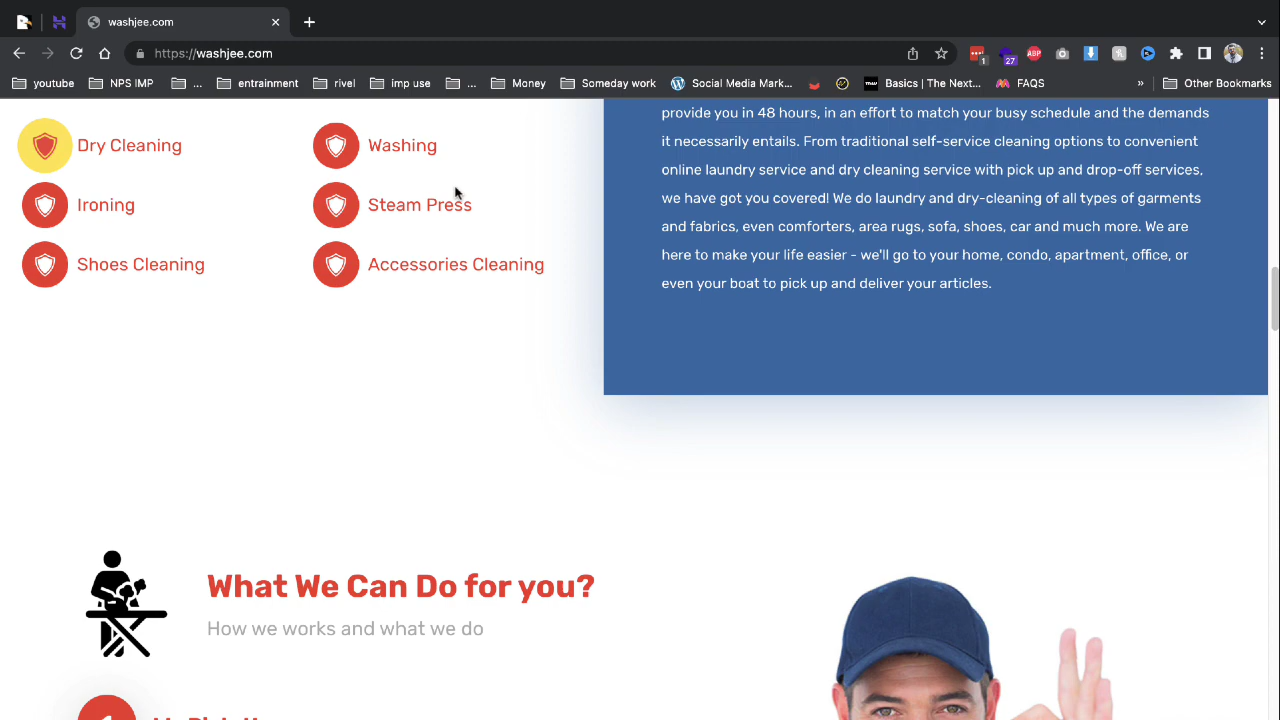 washjee.com
https://washjee.com
1
27
ABP
youtube
NPS IMP
...
entrainment
rivel
imp use
...
Money
Someday work
Social Media Mark...
Basics | The Next...
FAQS
»
Other Bookmarks
Dry Cleaning
Washing
Ironing
Steam Press
Shoes Cleaning
Accessories Cleaning
provide you in 48 hours, in an effort to match your busy schedule and the demands
it necessarily entails. From traditional self-service cleaning options to convenient
online laundry service and dry cleaning service with pick up and drop-off services,
we have got you covered! We do laundry and dry-cleaning of all types of garments
and fabrics, even comforters, area rugs, sofa, shoes, car and much more. We are
here to make your life easier - we'll go to your home, condo, apartment, office, or
even your boat to pick up and deliver your articles.
What We Can Do for you?
How we works and what we do